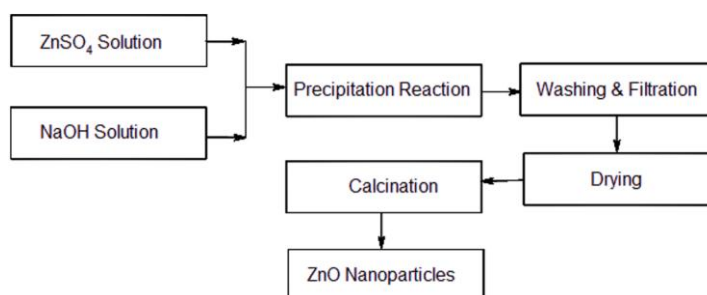 ZnSO₄ Solution
NaOH Solution
Precipitation Reaction
Washing & Filtration
Drying
Calcination
ZnO Nanoparticles